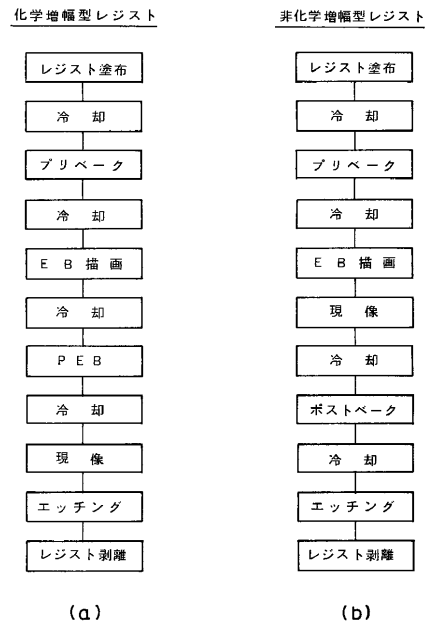 化学増幅型レジスト
レジスト塗布
冷却
プリベーク
冷却
EB描画
冷却
PEB
冷却
現像
エッチング
レジスト剥離
(a)
非化学増幅型レジスト
レジスト塗布
冷却
プリベーク
冷却
EB描画
現像
冷却
ポストベーク
冷却
エッチング
レジスト剥離
(b)